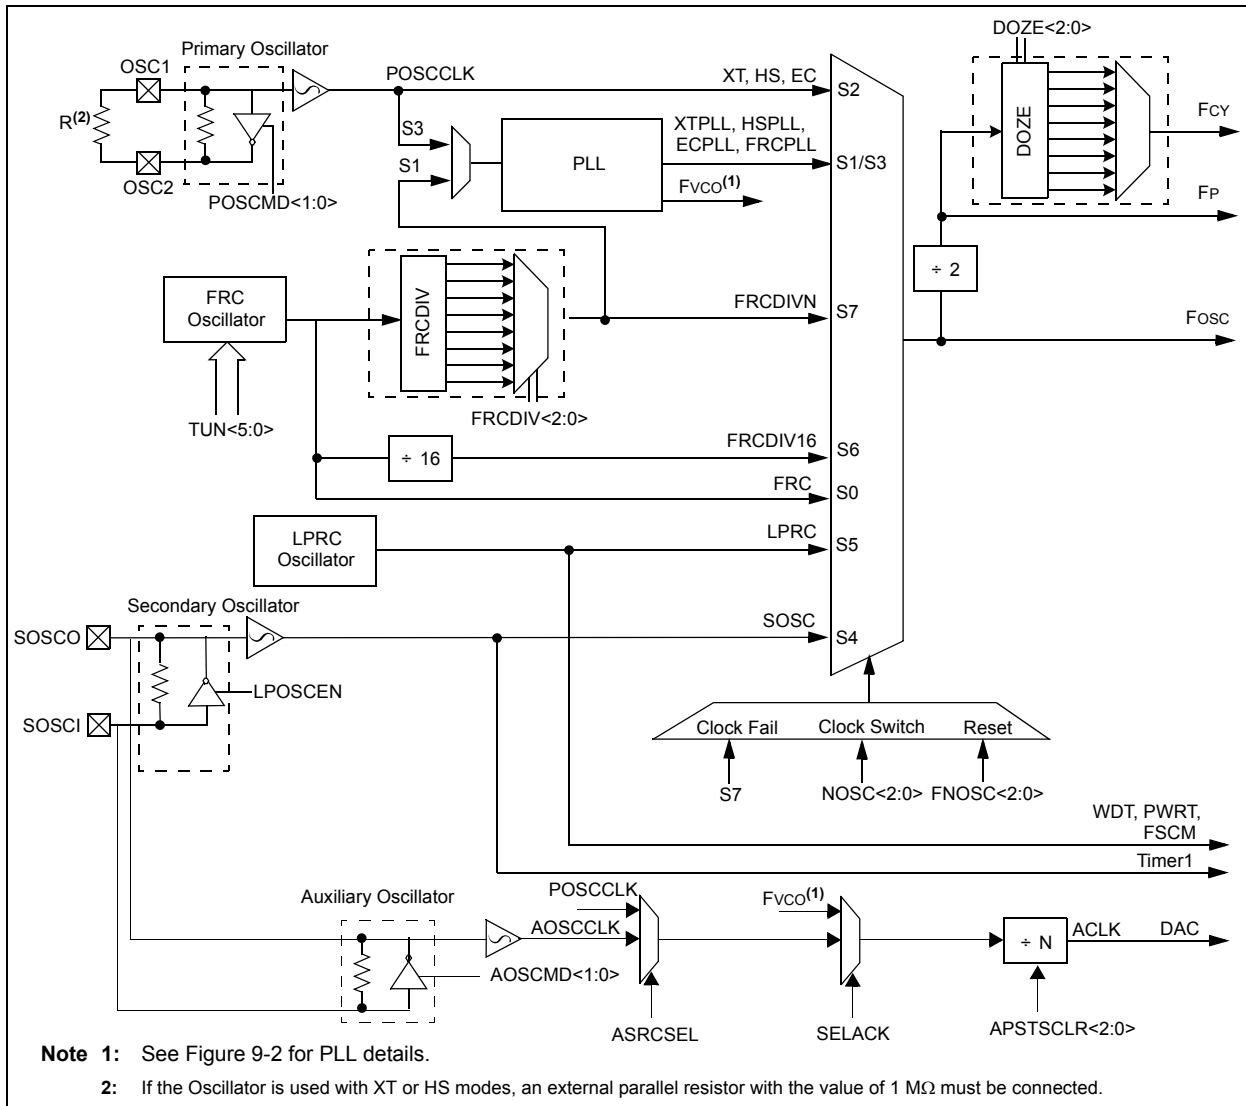 DOZE<2:0>
Primary Oscillator
OSC1
POSCCLK
XT, HS, EC
S2
R(2)
S3
XTPLL, HSPLL,
ECPLL, FRCPLL
S1/S3
PLL
S1
FVCO(1)
OSC2
POSCMD<1:0>
DOZE
FCY
FP
÷ 2
FRC
Oscillator
FRCDIV
FRCDIVN
S7
FOSC
TUN<5:0>
FRCDIV<2:0>
÷ 16
FRCDIV16
S6
FRC
S0
LPRC
Oscillator
LPRC
S5
Secondary Oscillator
SOSCO
SOSC
S4
LPOSCEN
SOSCI
Clock Fail
Clock Switch
Reset
S7
NOSC<2:0>
FNOSC<2:0>
WDT, PWRT,
FSCM
Timer1
Auxiliary Oscillator
POSCCLK
FVCO(1)
AOSCCLK
÷ N
ACLK
DAC
AOSCMD<1:0>
ASRCSEL
SELACK
APSTSCLR<2:0>
Note 1: See Figure 9-2 for PLL details.
2: If the Oscillator is used with XT or HS modes, an external parallel resistor with the value of 1 MΩ must be connected.